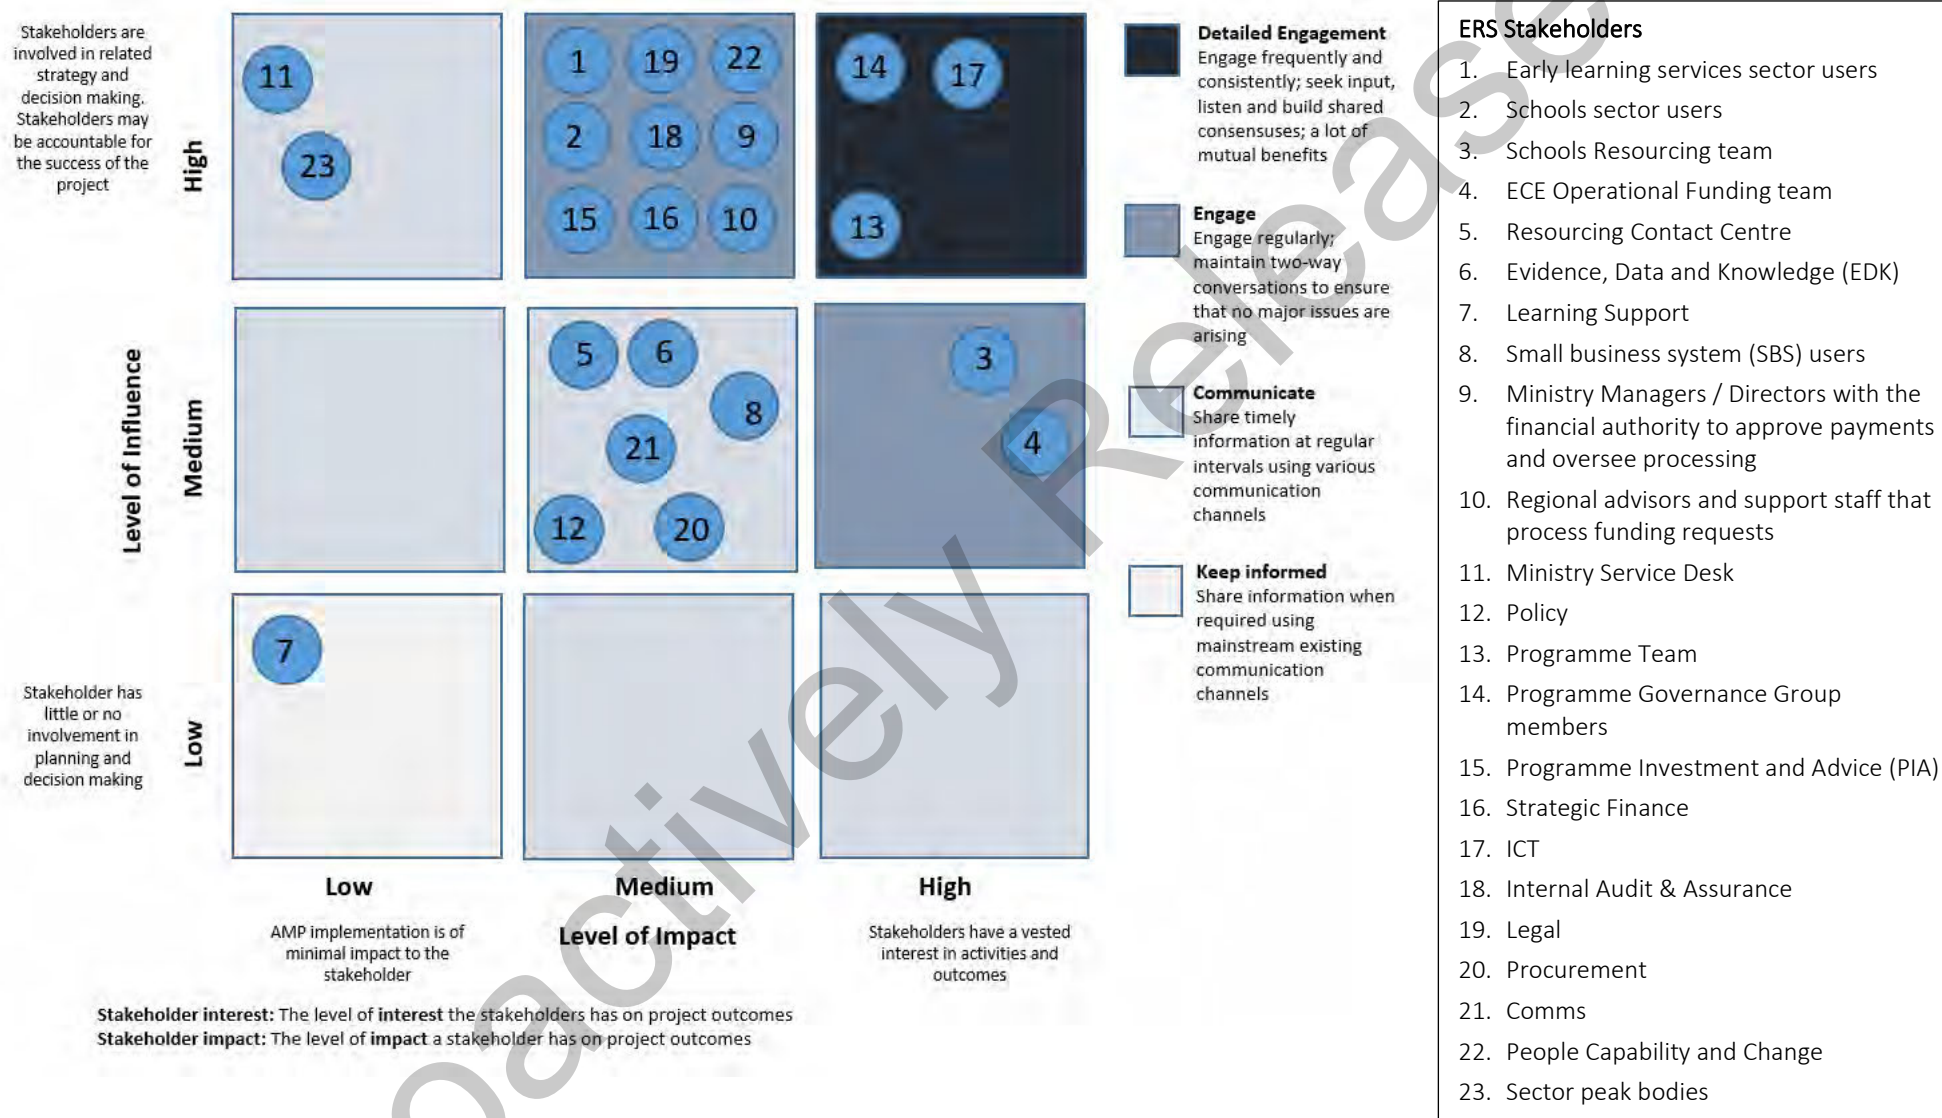 Stakeholders are
involved in related
strategy and
decision making.
Stakeholders may
be accountable for
the success of the
project
High
11
23
1
19
22
2
18
9
15
16
10
14
17
13
Level of Influence
Medium
5
6
8
21
12
20
3
4
Stakeholder has
little or no
involvement in
planning and
decision making
Low
7
Low
Medium
High
AMP implementation is of
minimal impact to the
stakeholder
Level of Impact
Stakeholders have a vested
interest in activities and
outcomes
Stakeholder interest: The level of interest the stakeholders has on project outcomes
Stakeholder impact: The level of impact a stakeholder has on project outcomes
Detailed Engagement
Engage frequently and
consistently; seek input,
listen and build shared
consensuses; a lot of
mutual benefits
Engage
Engage regularly;
maintain two-way
conversations to ensure
that no major issues are
arising
Communicate
Share timely
information at regular
intervals using various
communication
channels
Keep informed
Share information when
required using
mainstream existing
communication
channels
ERS Stakeholders
1. Early learning services sector users
2. Schools sector users
3. Schools Resourcing team
4. ECE Operational Funding team
5. Resourcing Contact Centre
6. Evidence, Data and Knowledge (EDK)
7. Learning Support
8. Small business system (SBS) users
9. Ministry Managers / Directors with the
financial authority to approve payments
and oversee processing
10. Regional advisors and support staff that
process funding requests
11. Ministry Service Desk
12. Policy
13. Programme Team
14. Programme Governance Group
members
15. Programme Investment and Advice (PIA)
16. Strategic Finance
17. ICT
18. Internal Audit & Assurance
19. Legal
20. Procurement
21. Comms
22. People Capability and Change
23. Sector peak bodies
oactively Release